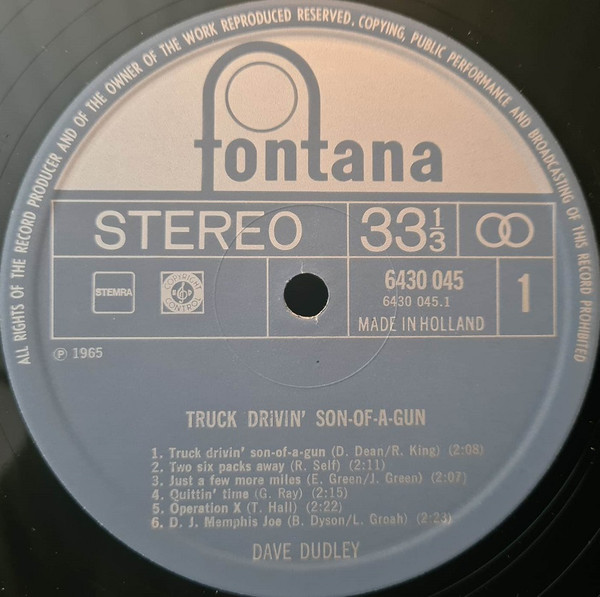 ALL RIGHTS OF THE RECORD PRODUCER AND OF THE OWNER OF THE WORK REPRODUCED RESERVED. COPYING, PUBLIC PERFORMANCE AND BROADCASTING OF THIS RECORD PROHIBITED
fontana
STEREO 33 1/3
STEMRA COPYRIGHT CONTROL 6430 045 1
6430 045.1
MADE IN HOLLAND
℗ 1965
TRUCK DRIVIN' SON-OF-A-GUN
1. Truck drivin' son-of-a-gun (D. Dean/R. King) (2:08)
2. Two six packs away (R. Self) (2:11)
3. Just a few more miles (E. Green/J. Green) (2:07)
4. Quittin' time (G. Ray) (2:15)
5. Operation X (T. Hall) (2:22)
6. D. J. Memphis Joe (B. Dyson/L. Groah) (2:23)
DAVE DUDLEY